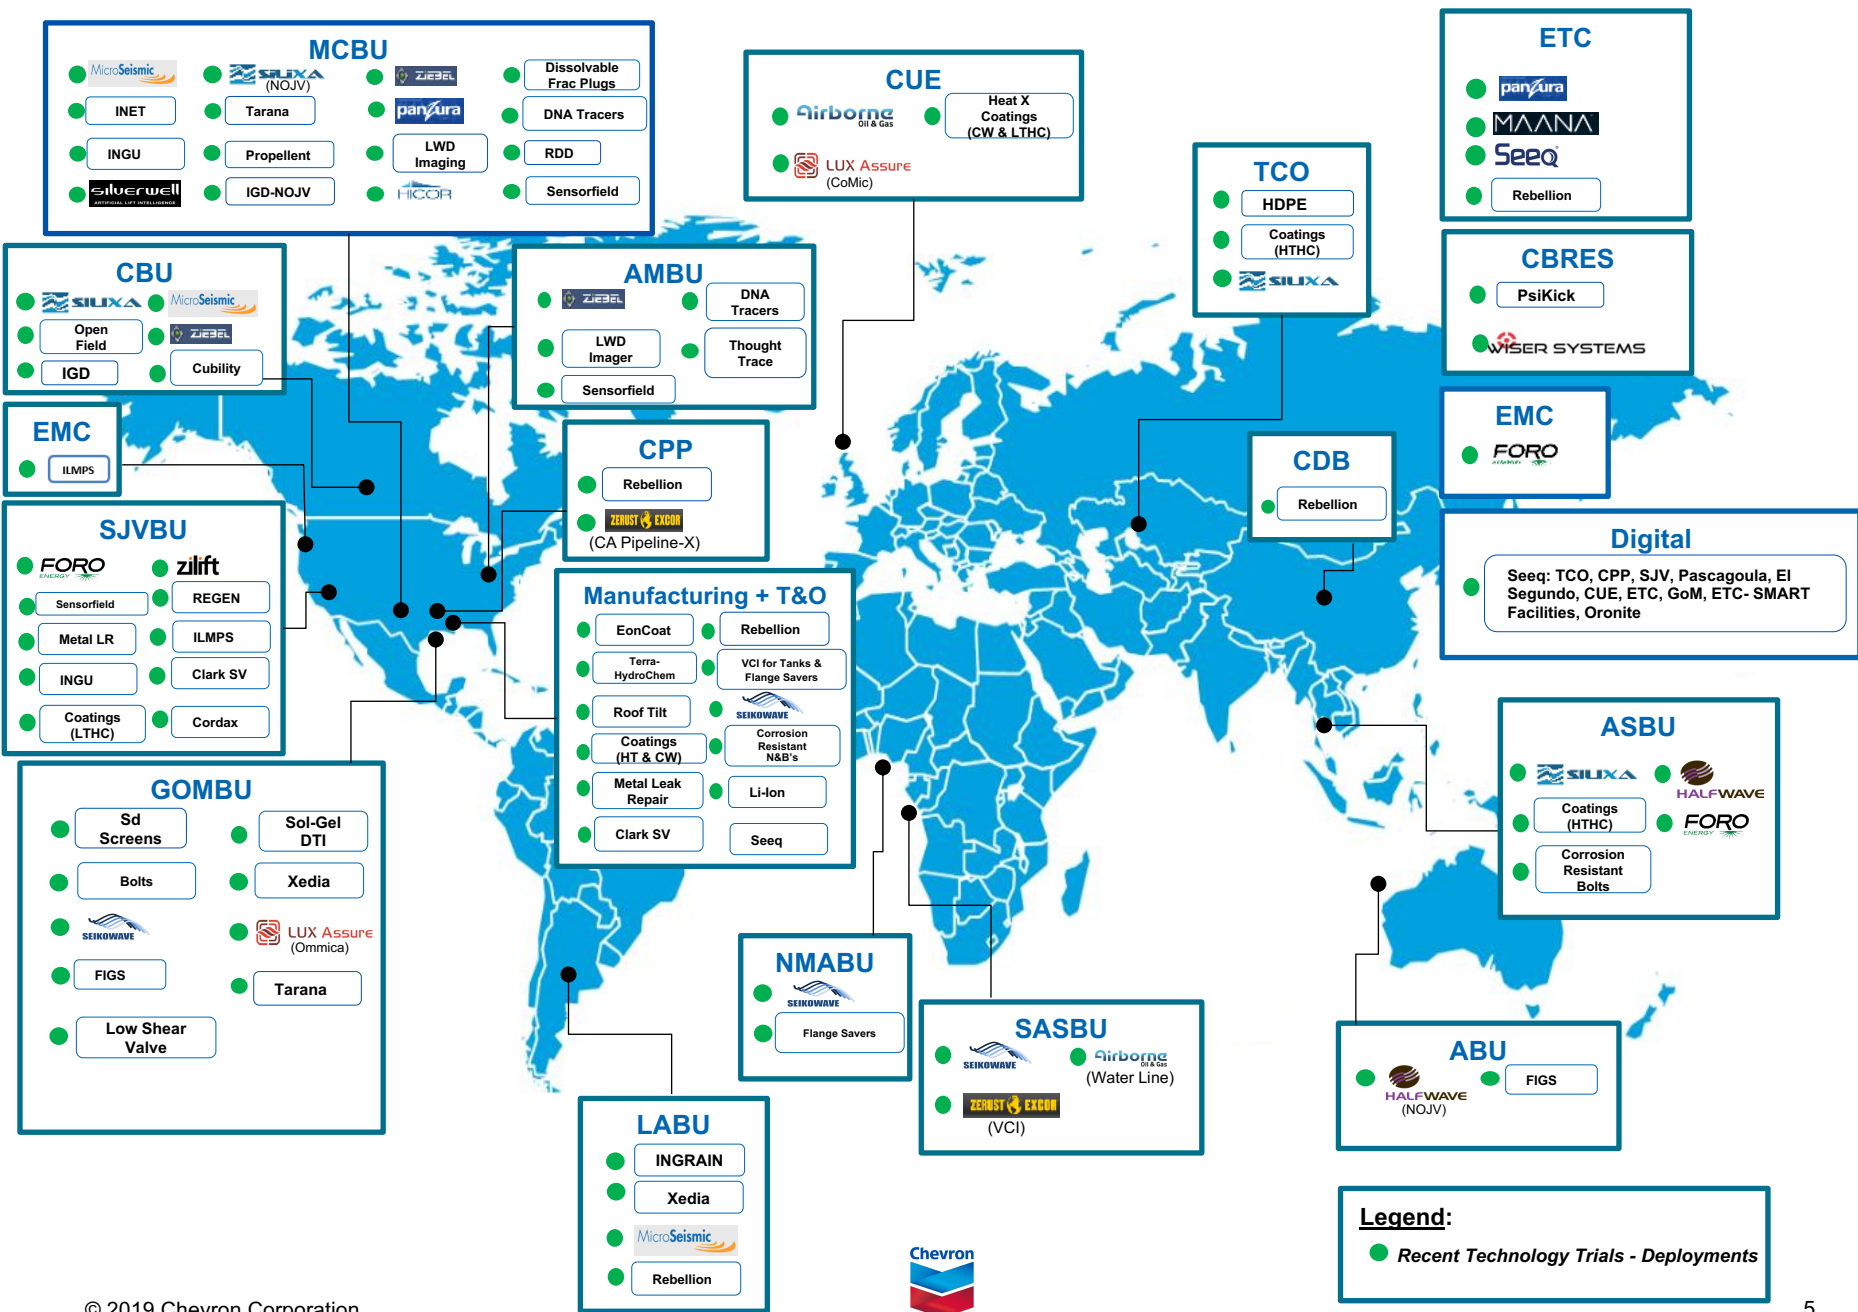 MCBU
MicroSeismic
SILIXA
(NOJV)
ZIEBEL
Dissolvable
Frac Plugs
INET
Tarana
panzura
DNA Tracers
INGU
Propellent
LWD
Imaging
RDD
silverwell
ARTIFICIAL LIFT INTELLIGENCE
IGD-NOJV
HICOR
Sensorfield
CUE
Airborne
Oil & Gas
Heat X
Coatings
(CW & LTHC)
LUX Assure
(CoMic)
TCO
HDPE
Coatings
(HTHC)
SILIXA
ETC
panzura
MAANA
Seeq
Rebellion
CBRES
PsiKick
WISER SYSTEMS
EMC
FORO
CBU
SILIXA
MicroSeismic
Open
Field
ZIEBEL
IGD
Cubility
AMBU
ZIEBEL
DNA
Tracers
LWD
Imager
Thought
Trace
Sensorfield
EMC
ILMPS
CPP
Rebellion
ZERUST EXCOR
(CA Pipeline-X)
CDB
Rebellion
Digital
Seeq: TCO, CPP, SJV, Pascagoula, El
Segundo, CUE, ETC, GoM, ETC- SMART
Facilities, Oronite
SJVBU
FORO
ENERGY
zilift
Sensorfield
REGEN
Metal LR
ILMPS
INGU
Clark SV
Coatings
(LTHC)
Cordax
Manufacturing + T&O
EonCoat
Rebellion
Terra-
HydroChem
VCI for Tanks &
Flange Savers
Roof Tilt
SEIKOWAVE
Coatings
(HT & CW)
Corrosion
Resistant
N&B's
Metal Leak
Repair
Li-Ion
Clark SV
Seeq
ASBU
SILIXA
HALFWAVE
Coatings
(HTHC)
FORO
ENERGY
Corrosion
Resistant
Bolts
GOMBU
Sd
Screens
Sol-Gel
DTI
Bolts
Xedia
SEIKOWAVE
LUX Assure
(Ommica)
FIGS
Tarana
Low Shear
Valve
NMABU
SEIKOWAVE
Flange Savers
SASBU
SEIKOWAVE
Airborne
Oil & Gas
(Water Line)
ZERUST EXCOR
(VCI)
ABU
HALFWAVE
(NOJV)
FIGS
LABU
INGRAIN
Xedia
MicroSeismic
Rebellion
Legend:
Recent Technology Trials - Deployments
Chevron
© 2019 Chevron Corporation
5